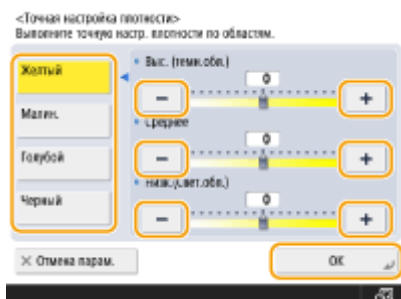 <Точная настройка плотности>
Выполните точную настр. плотности по областям.
Желтый
Выс. (темн.обл.)
0
− +
Малин.
Среднее
0
− +
Голубой
Низк.(свет.обл.)
0
− +
Черный
× Отмена парам.
OK